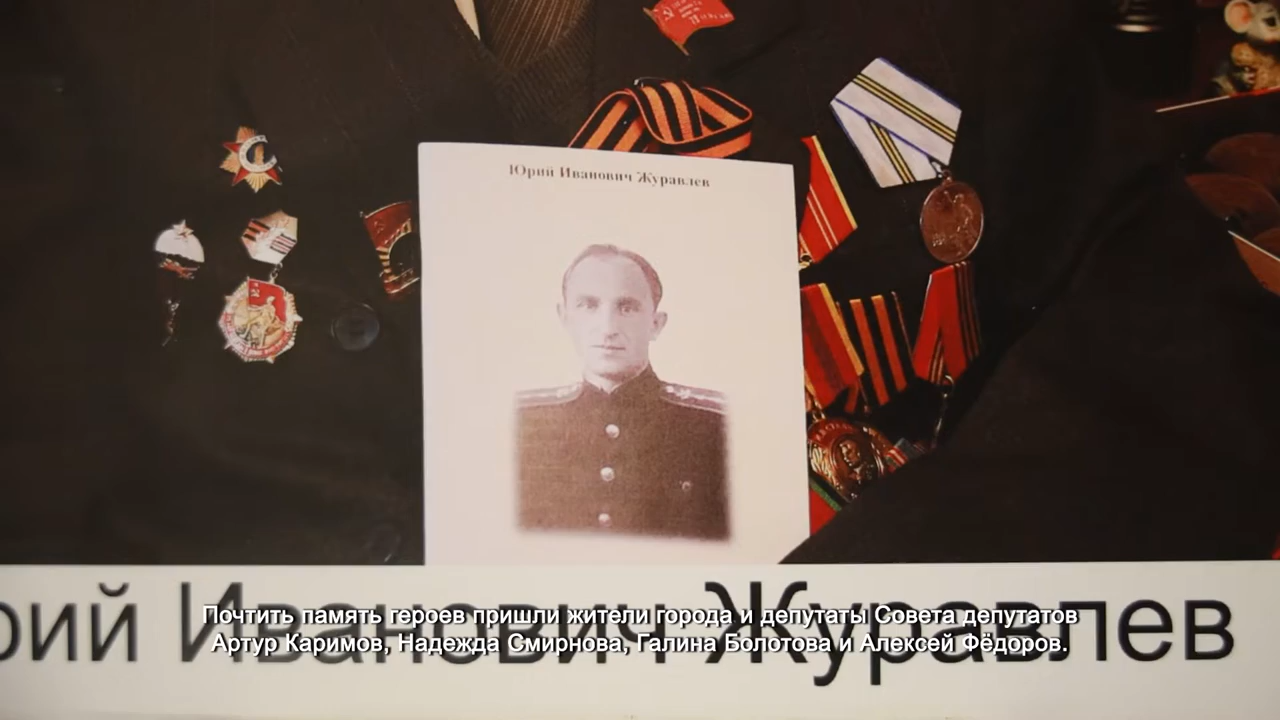 Юрий Иванович Журавлев
рий Иванович Журавлев
Почтить память героев пришли жители города и депутаты Совета депутатов
Артур Каримов, Надежда Смирнова, Галина Болотова и Алексей Фёдоров.